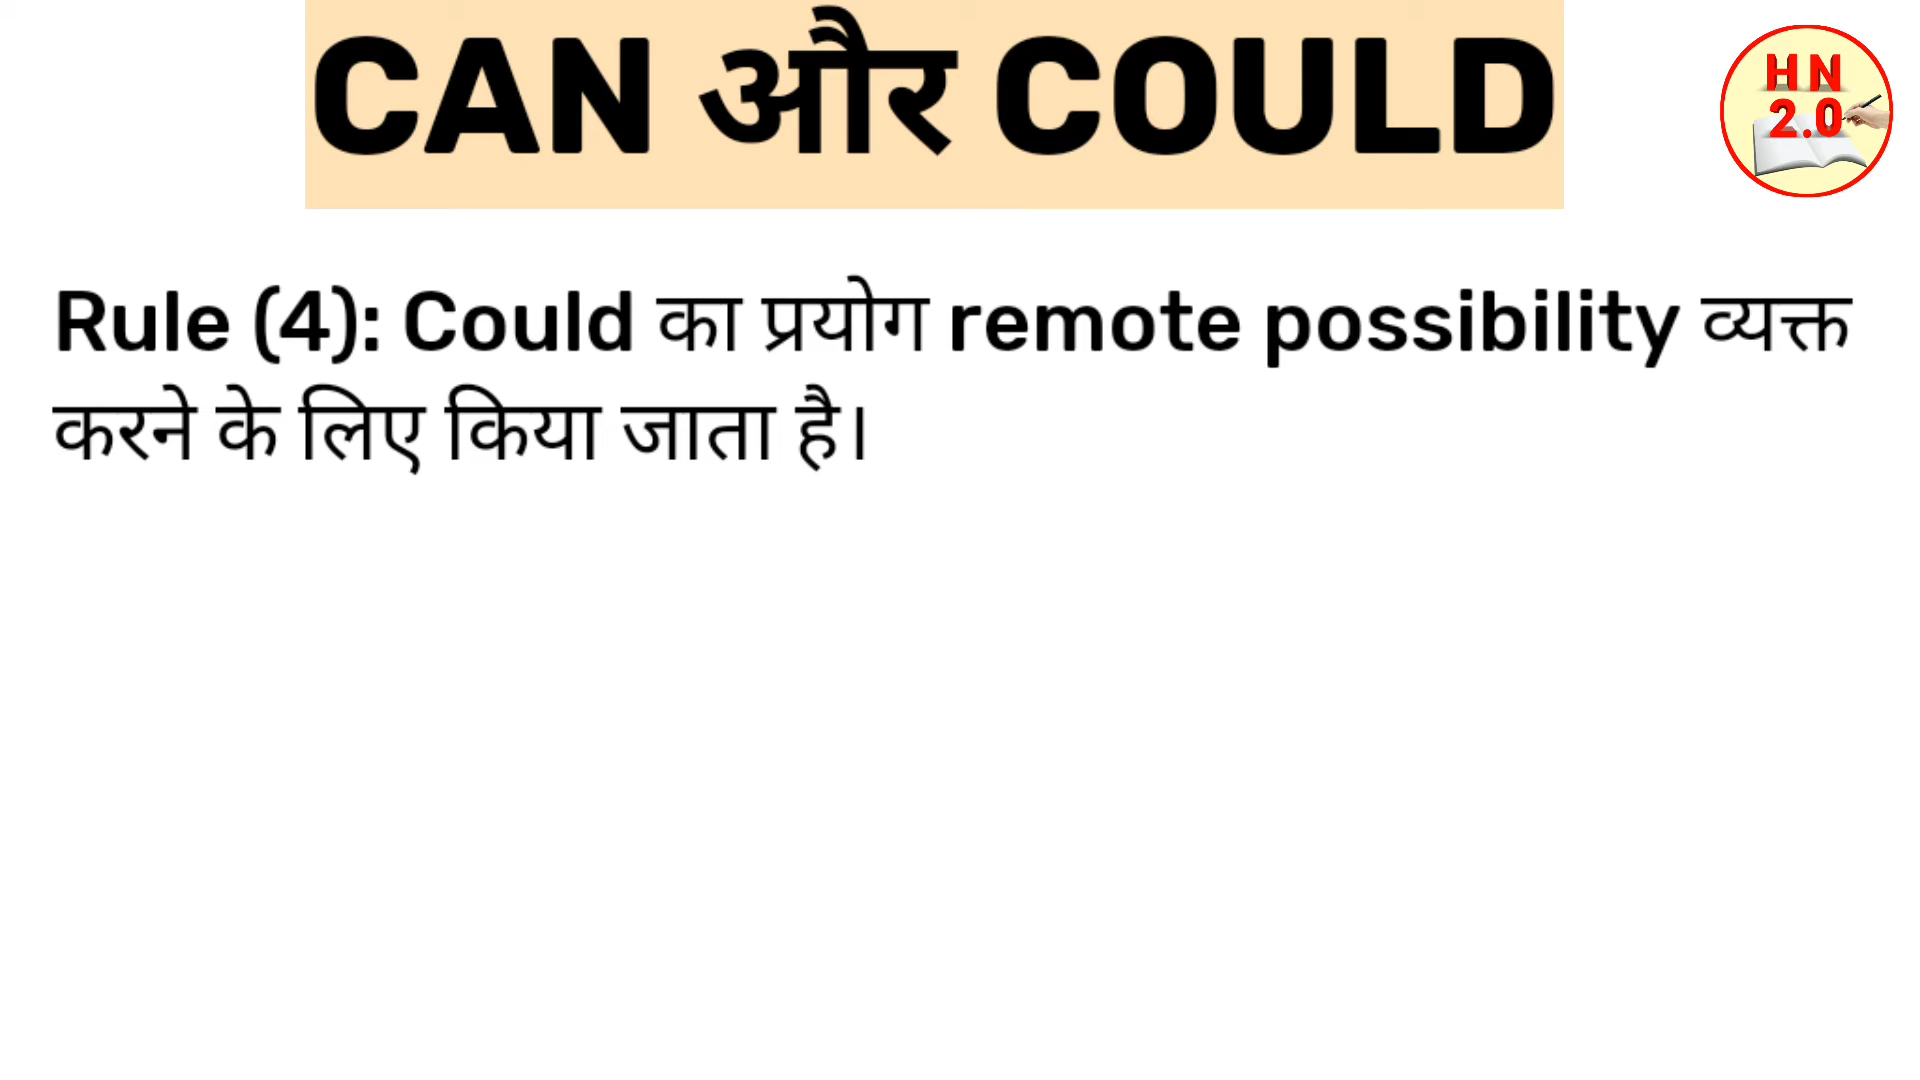 CAN और COULD
HN
2.0
Rule (4): Could का प्रयोग remote possibility व्यक्त
करने के लिए किया जाता है।